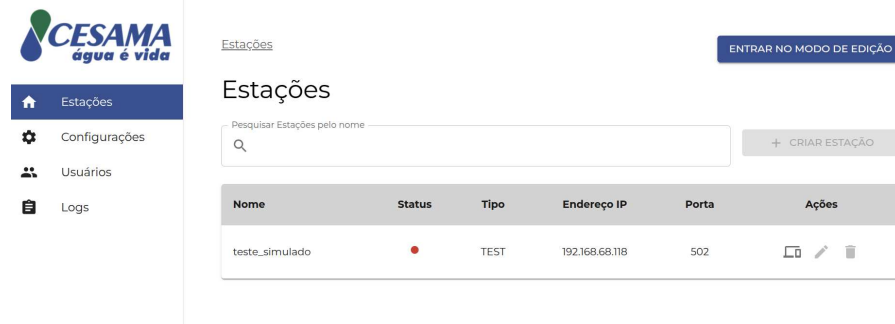 CESAMA
água é vida
Estações
Configurações
Usuários
Logs
Estações
ENTRAR NO MODO DE EDIÇÃO
Estações
Pesquisar Estações pelo nome
+ CRIAR ESTAÇÃO
Nome Status Tipo Endereço IP Porta Ações
teste_simulado TEST 192.168.68.118 502